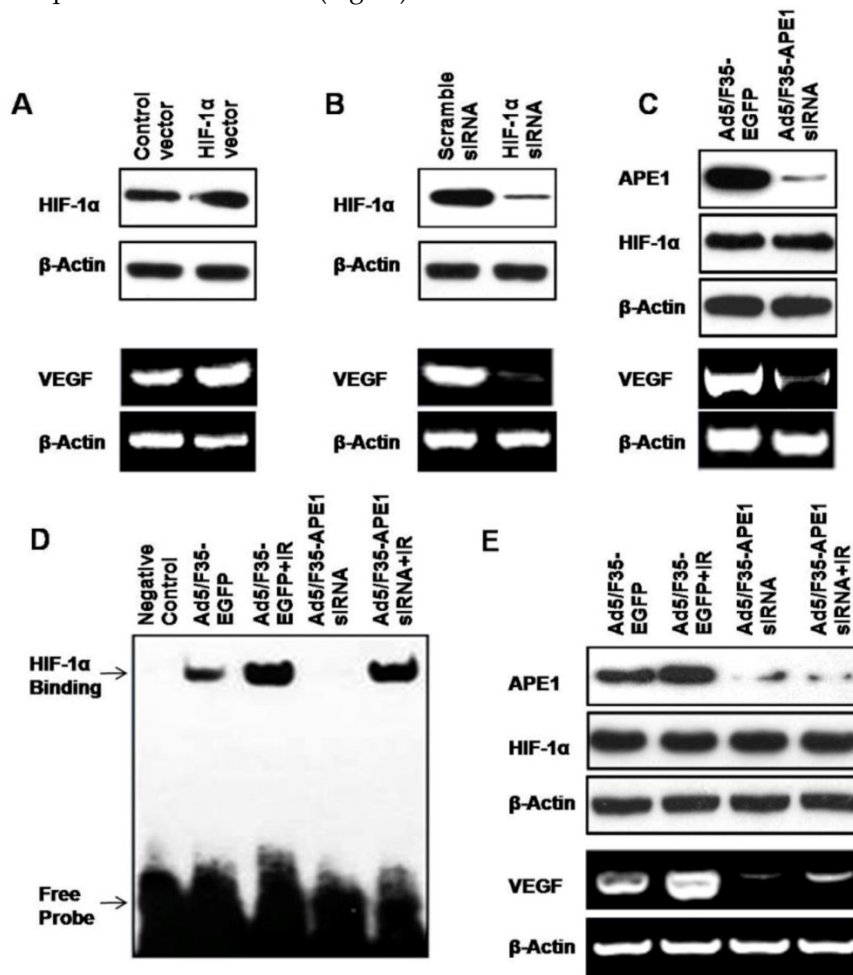 A
Control
vector
HIF-1α
vector
HIF-1α
β-Actin
VEGF
β-Actin
B
Scramble
siRNA
HIF-1α
siRNA
HIF-1α
β-Actin
VEGF
β-Actin
C
Ad5/F35-
EGFP
Ad5/F35-APE1
siRNA
APE1
HIF-1α
β-Actin
VEGF
β-Actin
D
Negative
Control
Ad5/F35-
EGFP
Ad5/F35-
EGFP+IR
Ad5/F35-APE1
siRNA
Ad5/F35-APE1
siRNA+IR
HIF-1α
Binding
Free
Probe
E
Ad5/F35-
EGFP
Ad5/F35-
EGFP+IR
Ad5/F35-APE1
siRNA
Ad5/F35-APE1
siRNA+IR
APE1
HIF-1α
β-Actin
VEGF
β-Actin